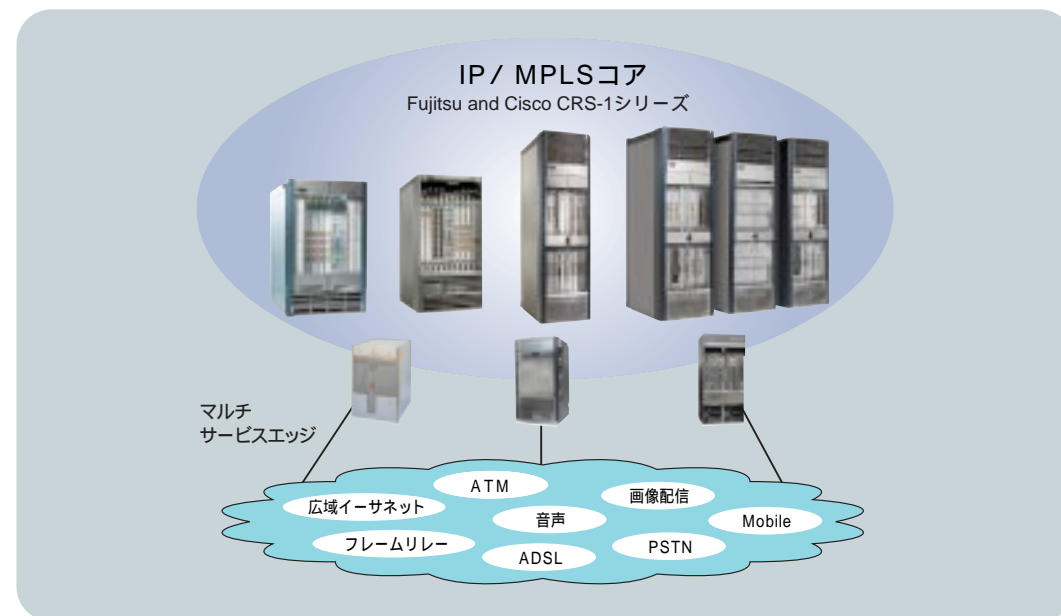 IP/ MPLSコア
Fujitsu and Cisco CRS-1シリーズ
マルチ
サービスエッジ
ATM
画像配信
広域イーサネット
音声
Mobile
フレームリレー
ADSL
PSTN